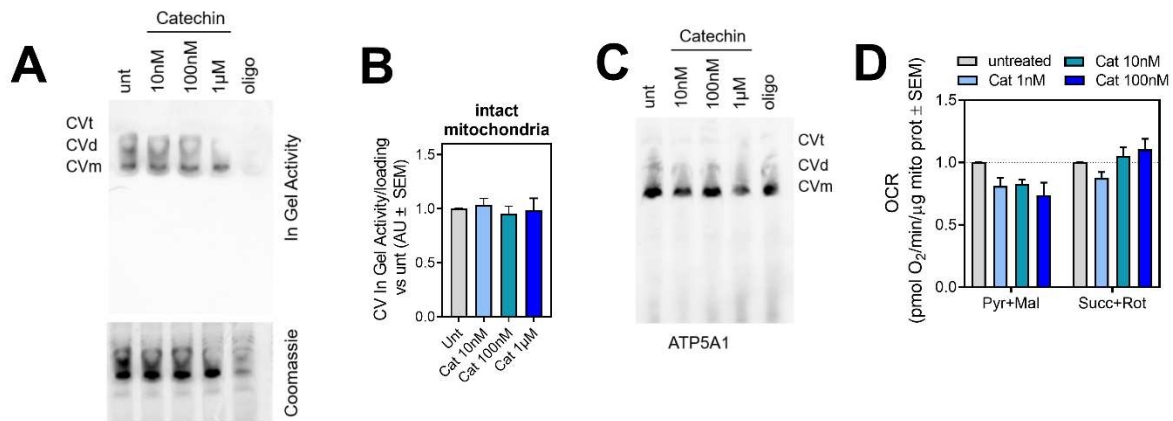 A
Catechin
unt
10nM
100nM
1µM
oligo
CVt
CVd
CVm
In Gel Activity
Coomassie
B
intact
mitochondria
CV In Gel Activity/loading
vs unt (AU ± SEM)
1.5
1.0
0.5
0.0
Unt
Cat 10nM
Cat 100nM
Cat 1µM
C
Catechin
unt
10nM
100nM
1µM
oligo
CVt
CVd
CVm
ATP5A1
D
untreated
Cat 10nM
Cat 1nM
Cat 100nM
OCR
(pmol O₂/min/µg mito prot ± SEM)
1.5
1.0
0.5
0.0
Pyr+Mal
Succ+Rot